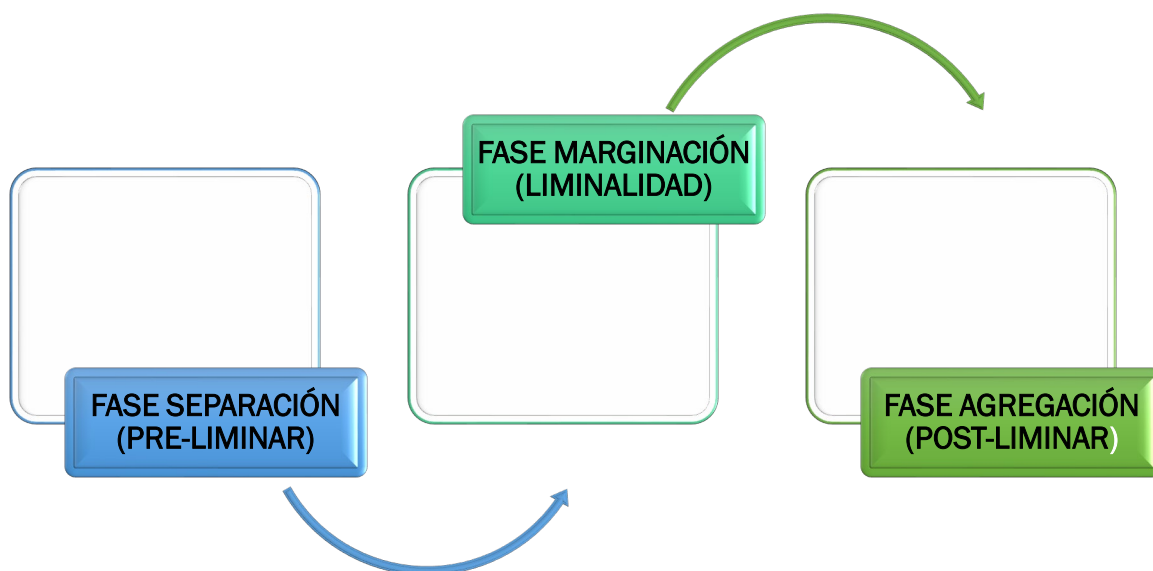 FASE SEPARACIÓN
(PRE-LIMINAR)
FASE MARGINACIÓN
(LIMINALIDAD)
FASE AGREGACIÓN
(POST-LIMINAR)